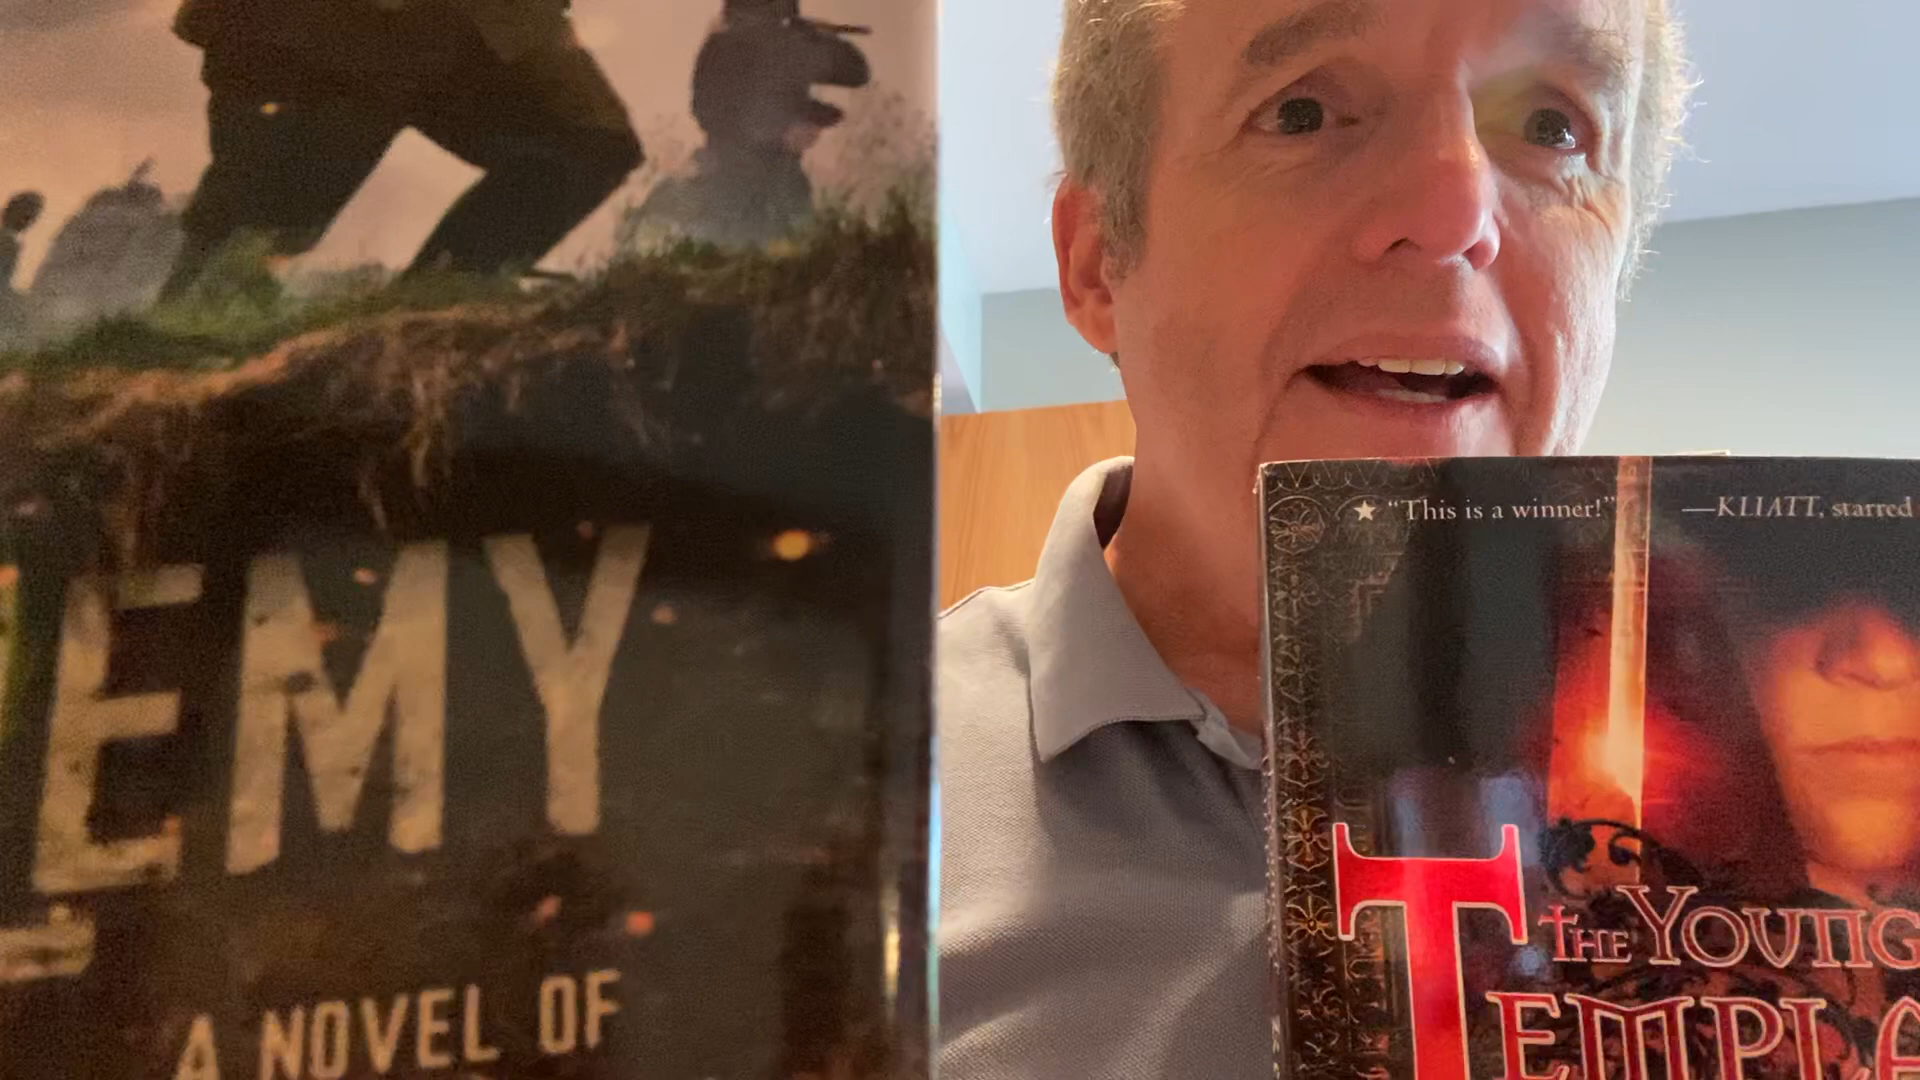 EMY
A NOVEL OF
★ "This is a winner!" —KLIATT, starred
THE YOUNG
TEMPLA